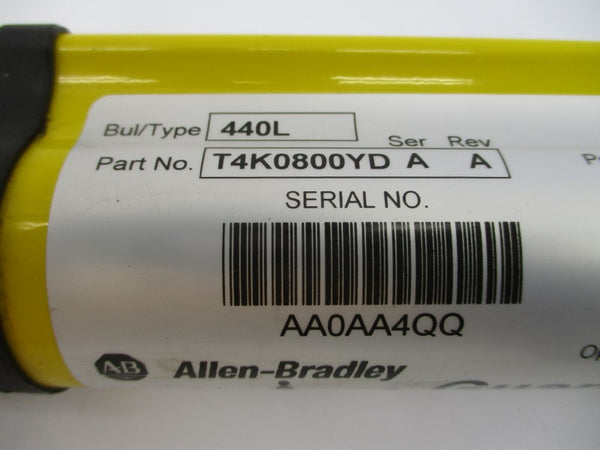 Bul/Type 440L
Ser Rev
Part No. T4K0800YD A A
SERIAL NO.
AA0AA4QQ
AB Allen-Bradley